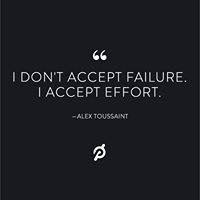 “
I DON'T ACCEPT FAILURE.
I ACCEPT EFFORT.
—ALEX TOUSSAINT